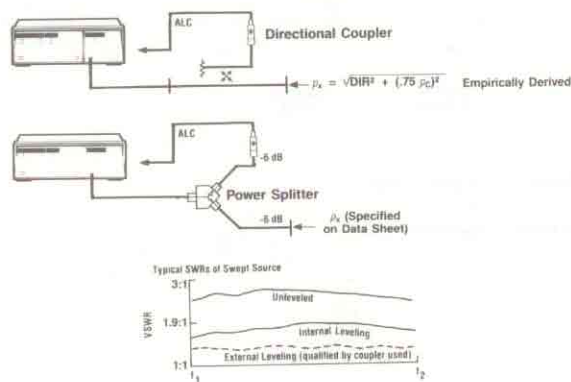 ALC
Directional Coupler
ρs = √DIR² + (.75 ρc)² Empirically Derived
ALC
-6 dB
Power Splitter
-6 dB
ρs (Specified on Data Sheet)
Typical SWRs of Swept Source
3:1
Unleveled
VSWR
1.9:1
Internal Leveling
External Leveling (qualified by coupler used)
1:1
f1
f2